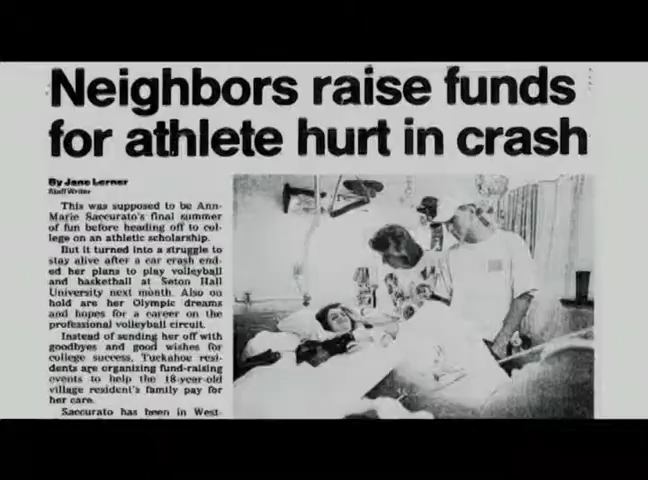 Neighbors raise funds
for athlete hurt in crash
By Jane Lerner
Staff Writer
This was supposed to be Ann-
Marie Saccurato's final summer
of fun before heading off to col-
lege on an athletic scholarship.
But it turned into a struggle to
stay alive after a car crash end-
ed her plans to play volleyball
and basketball at Seton Hall
University next month. Also on
hold are her Olympic dreams
and hopes for a career on the
professional volleyball circuit.
Instead of sending her off with
goodbyes and good wishes for
college success, Tuckahoe resi-
dents are organizing fund-raising
events to help the 18-year-old
village resident's family pay for
her care.
Saccurato has been in West-